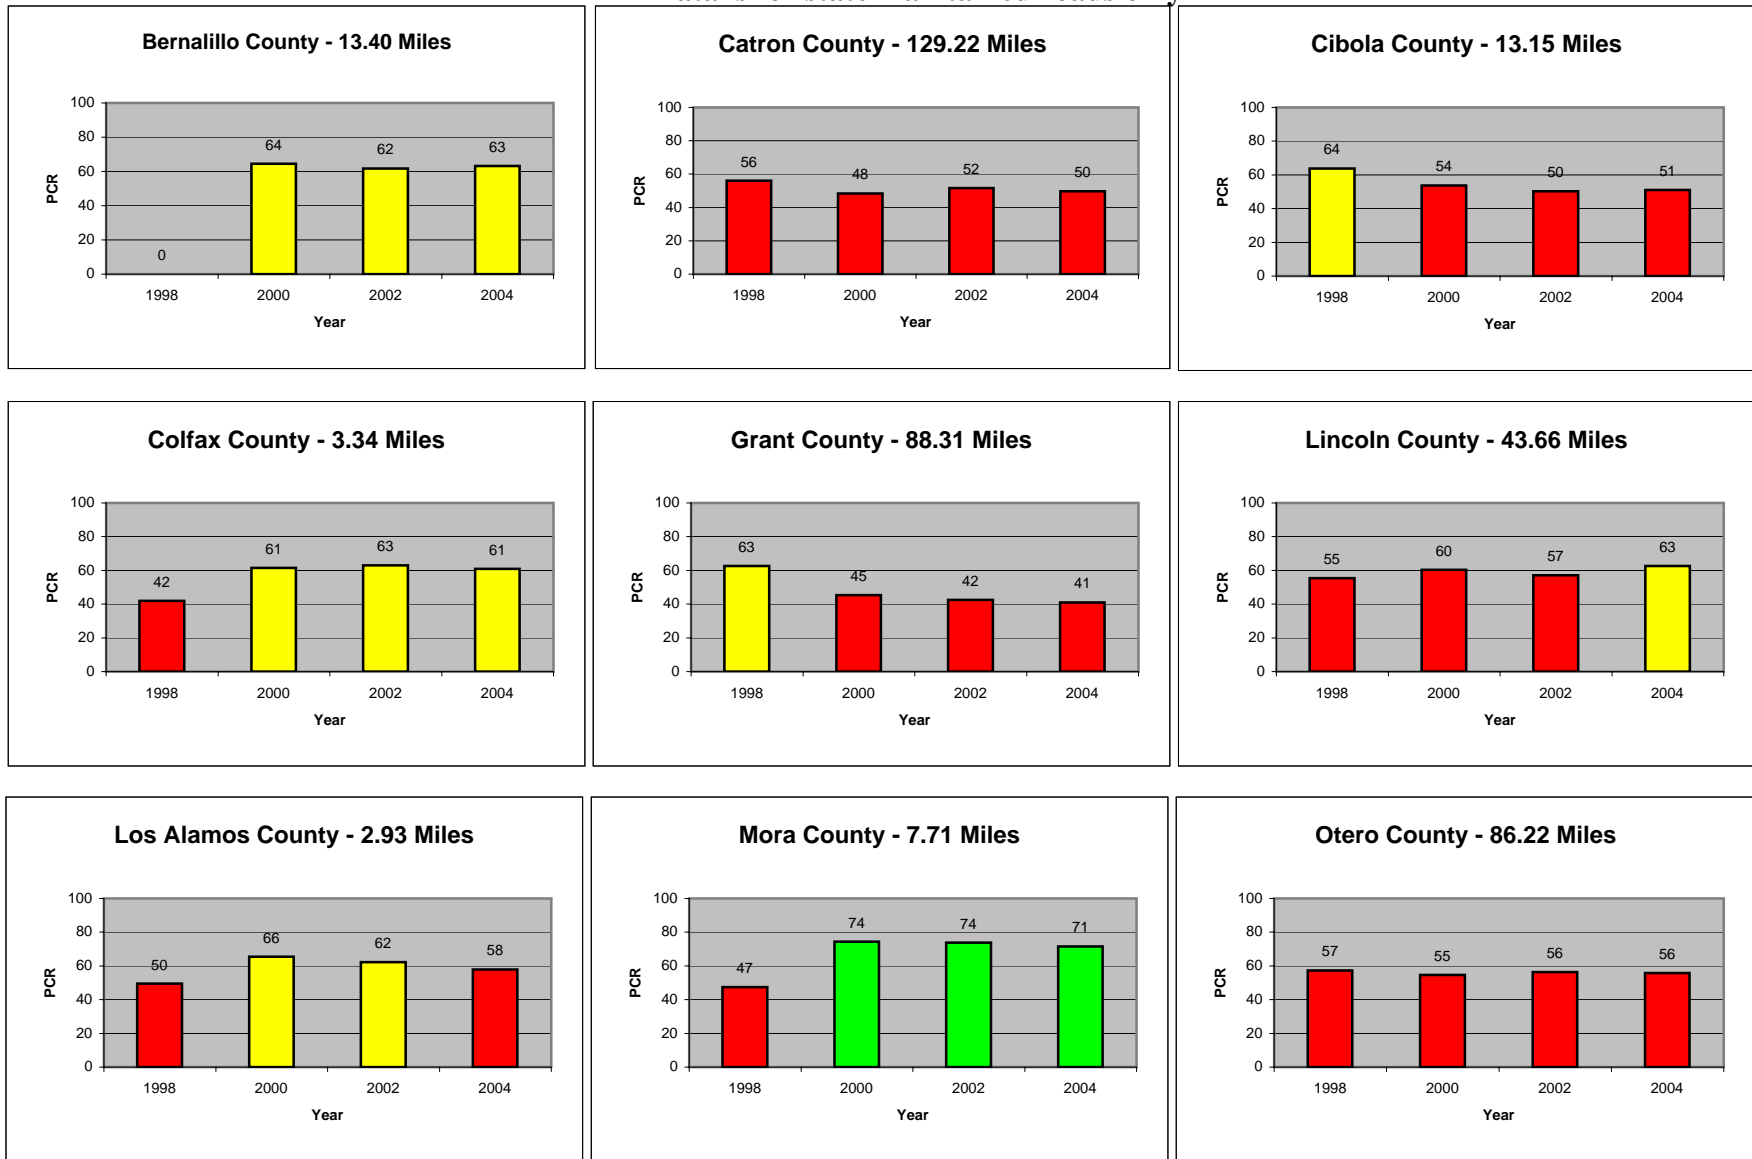 Bernalillo County - 13.40 Miles
100
80
60
40
20
0
PCR
0
64
62
63
1998 2000 2002 2004
Year
Catron County - 129.22 Miles
100
80
60
40
20
0
PCR
56
48
52
50
1998 2000 2002 2004
Year
Cibola County - 13.15 Miles
100
80
60
40
20
0
PCR
64
54
50
51
1998 2000 2002 2004
Year
Colfax County - 3.34 Miles
100
80
60
40
20
0
PCR
42
61
63
61
1998 2000 2002 2004
Year
Grant County - 88.31 Miles
100
80
60
40
20
0
PCR
63
45
42
41
1998 2000 2002 2004
Year
Lincoln County - 43.66 Miles
100
80
60
40
20
0
PCR
55
60
57
63
1998 2000 2002 2004
Year
Los Alamos County - 2.93 Miles
100
80
60
40
20
0
PCR
50
66
62
58
1998 2000 2002 2004
Year
Mora County - 7.71 Miles
100
80
60
40
20
0
PCR
47
74
74
71
1998 2000 2002 2004
Year
Otero County - 86.22 Miles
100
80
60
40
20
0
PCR
57
55
56
56
1998 2000 2002 2004
Year